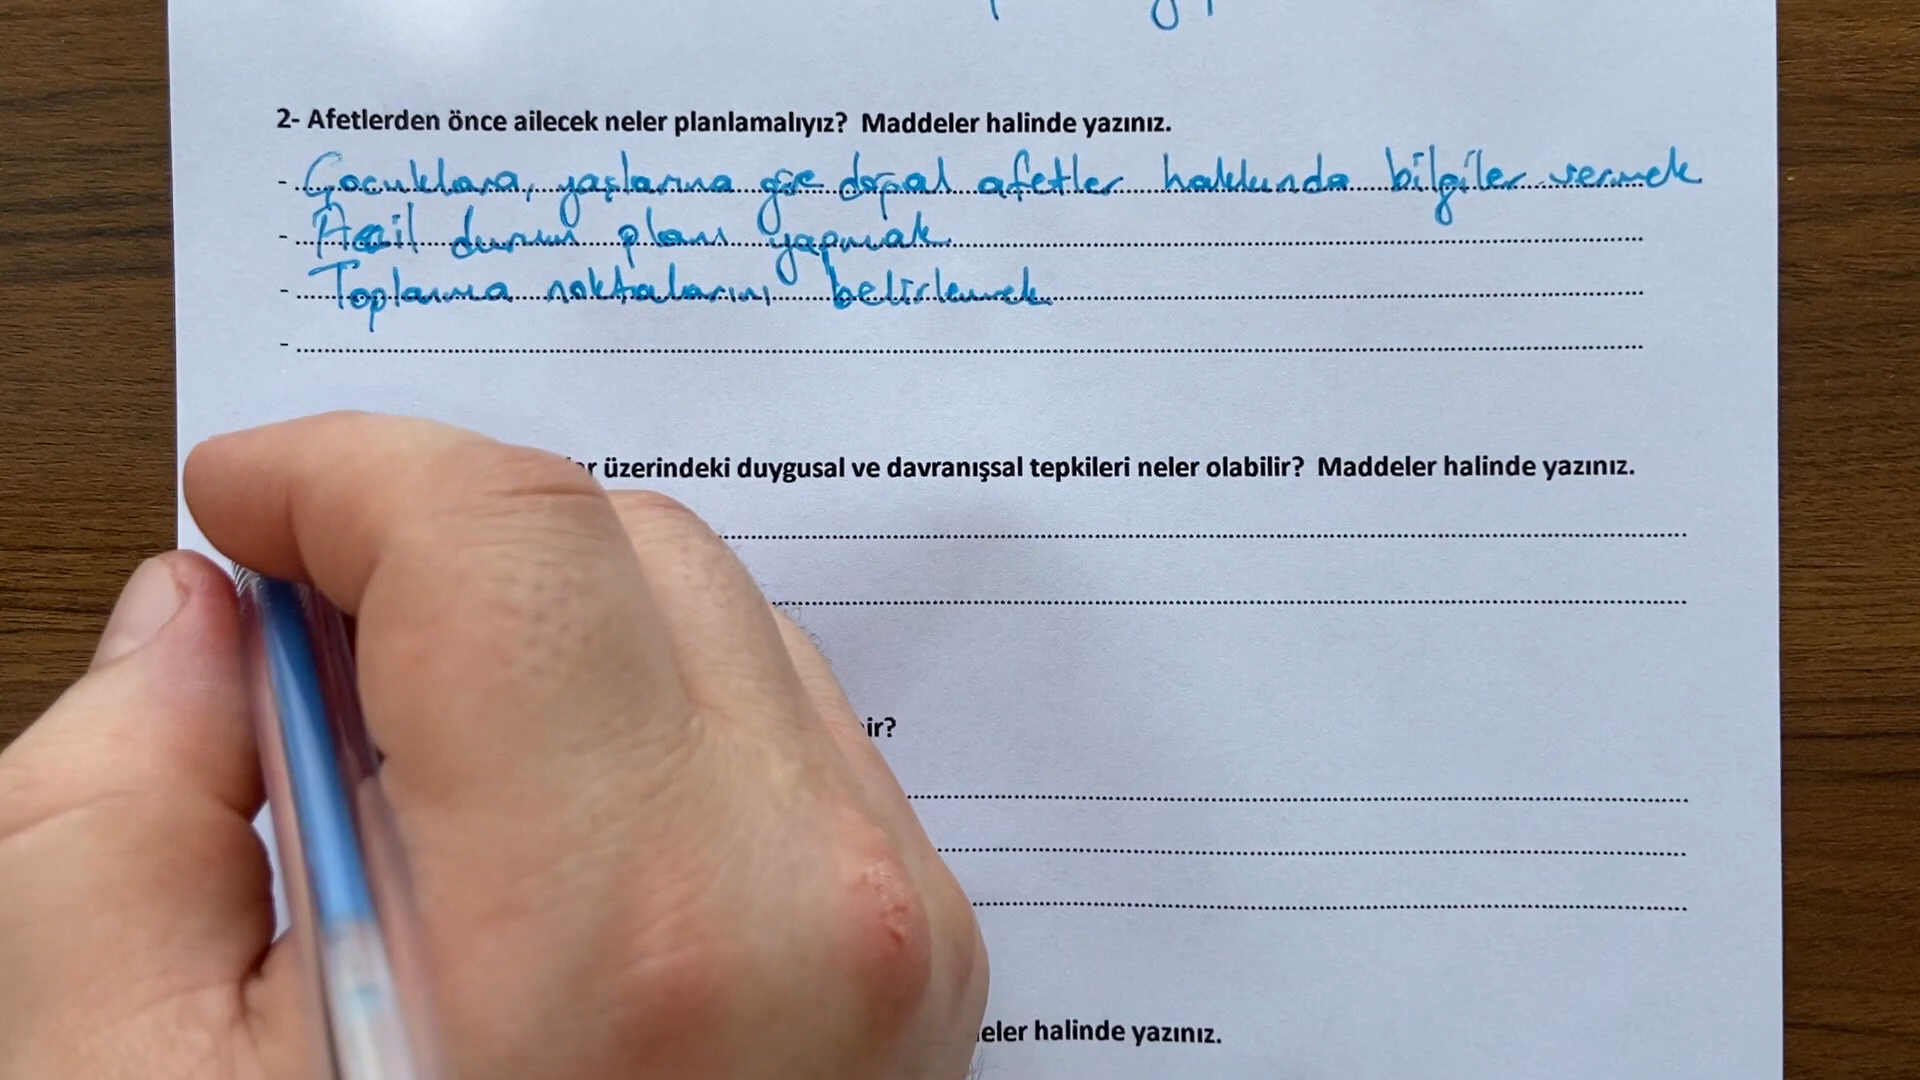 2- Afetlerden önce ailecek neler planlamalıyız? Maddeler halinde yazınız.
- Çocuklara, yaşlarına göre doğal afetler hakkında bilgiler vermek
- Acil durum planı yapmak
- Toplanma noktalarını belirlemek
-
üzerindeki duygusal ve davranışsal tepkileri neler olabilir? Maddeler halinde yazınız.
ir?
eler halinde yazınız.